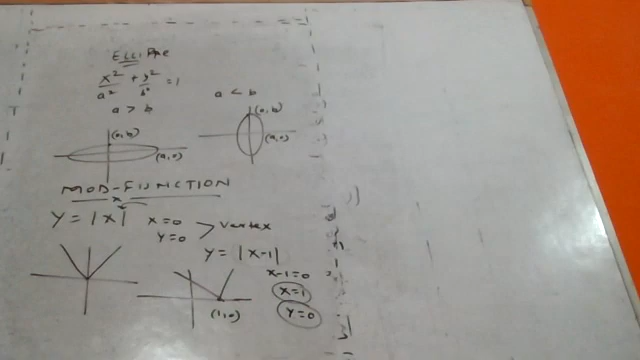 Ellipse
x²/a² + y²/b² = 1
a > b
a < b
(0,b)
(a,0)
(0,b)
(a,0)
MOD-FUNCTION
y = |x|
x=0
y=0
> vertex
y = |x-1|
x-1=0
x=1
y=0
(1,0)